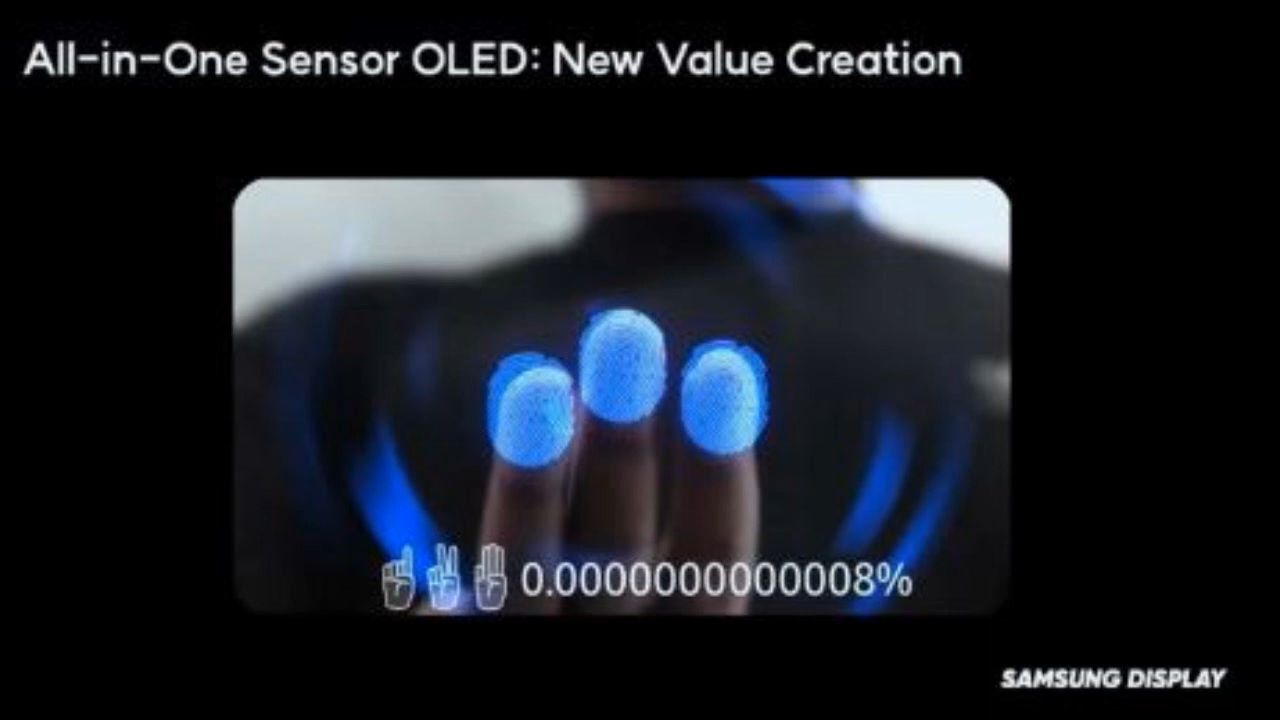 All-in-One Sensor OLED: New Value Creation
0.0000000000008%
SAMSUNG DISPLAY